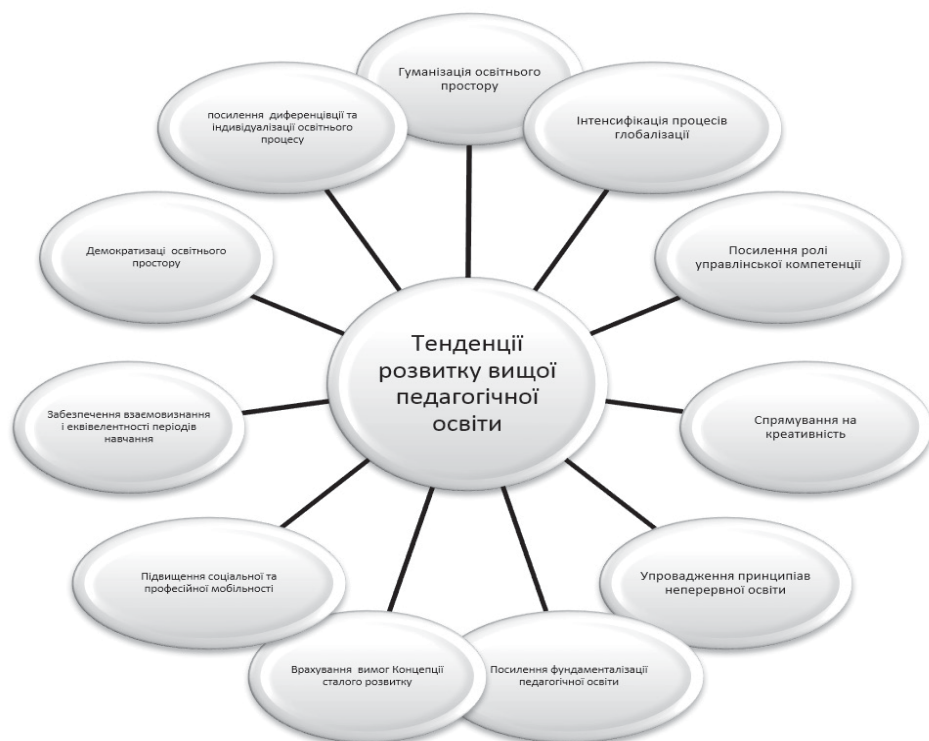 Гуманізація освітнього
простору
Інтенсифікація процесів
глобалізації
Посилення ролі
управлінської компетенції
Спрямування на
креативність
Упровадження принципіав
неперервної освіти
Посилення фундаменталізації
педагогічної освіти
Врахування вимог Концепції
сталого розвитку
Підвищення соціальної та
професійної мобільності
Забезпечення взаємовизнання
і еквівелентності періодів
навчання
Демократизаці освітнього
простору
посилення диференцівції та
індивідуалізації освітнього
процесу
Тенденції
розвитку вищої
педагогічної
освіти